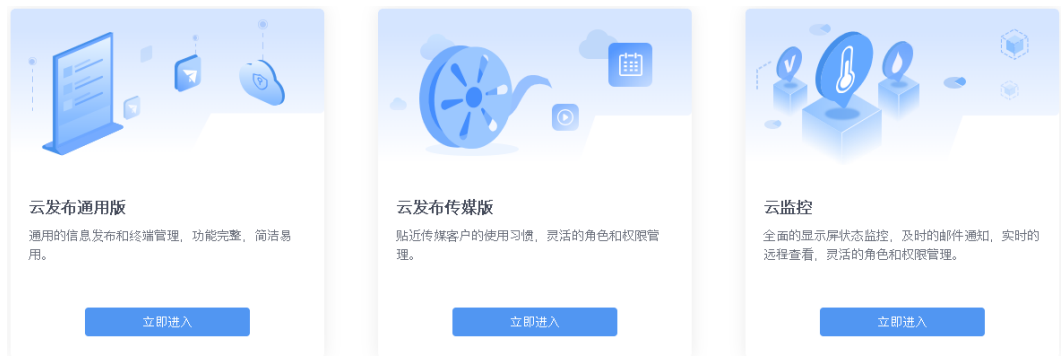 云发布通用版
通用的信息发布和终端管理，功能完整，简洁易
用。
立即进入
云发布传媒版
贴近传媒客户的使用习惯，灵活的角色和权限管
理。
立即进入
云监控
全面的显示屏状态监控，及时的邮件通知，实时的
远程查看，灵活的角色和权限管理。
立即进入